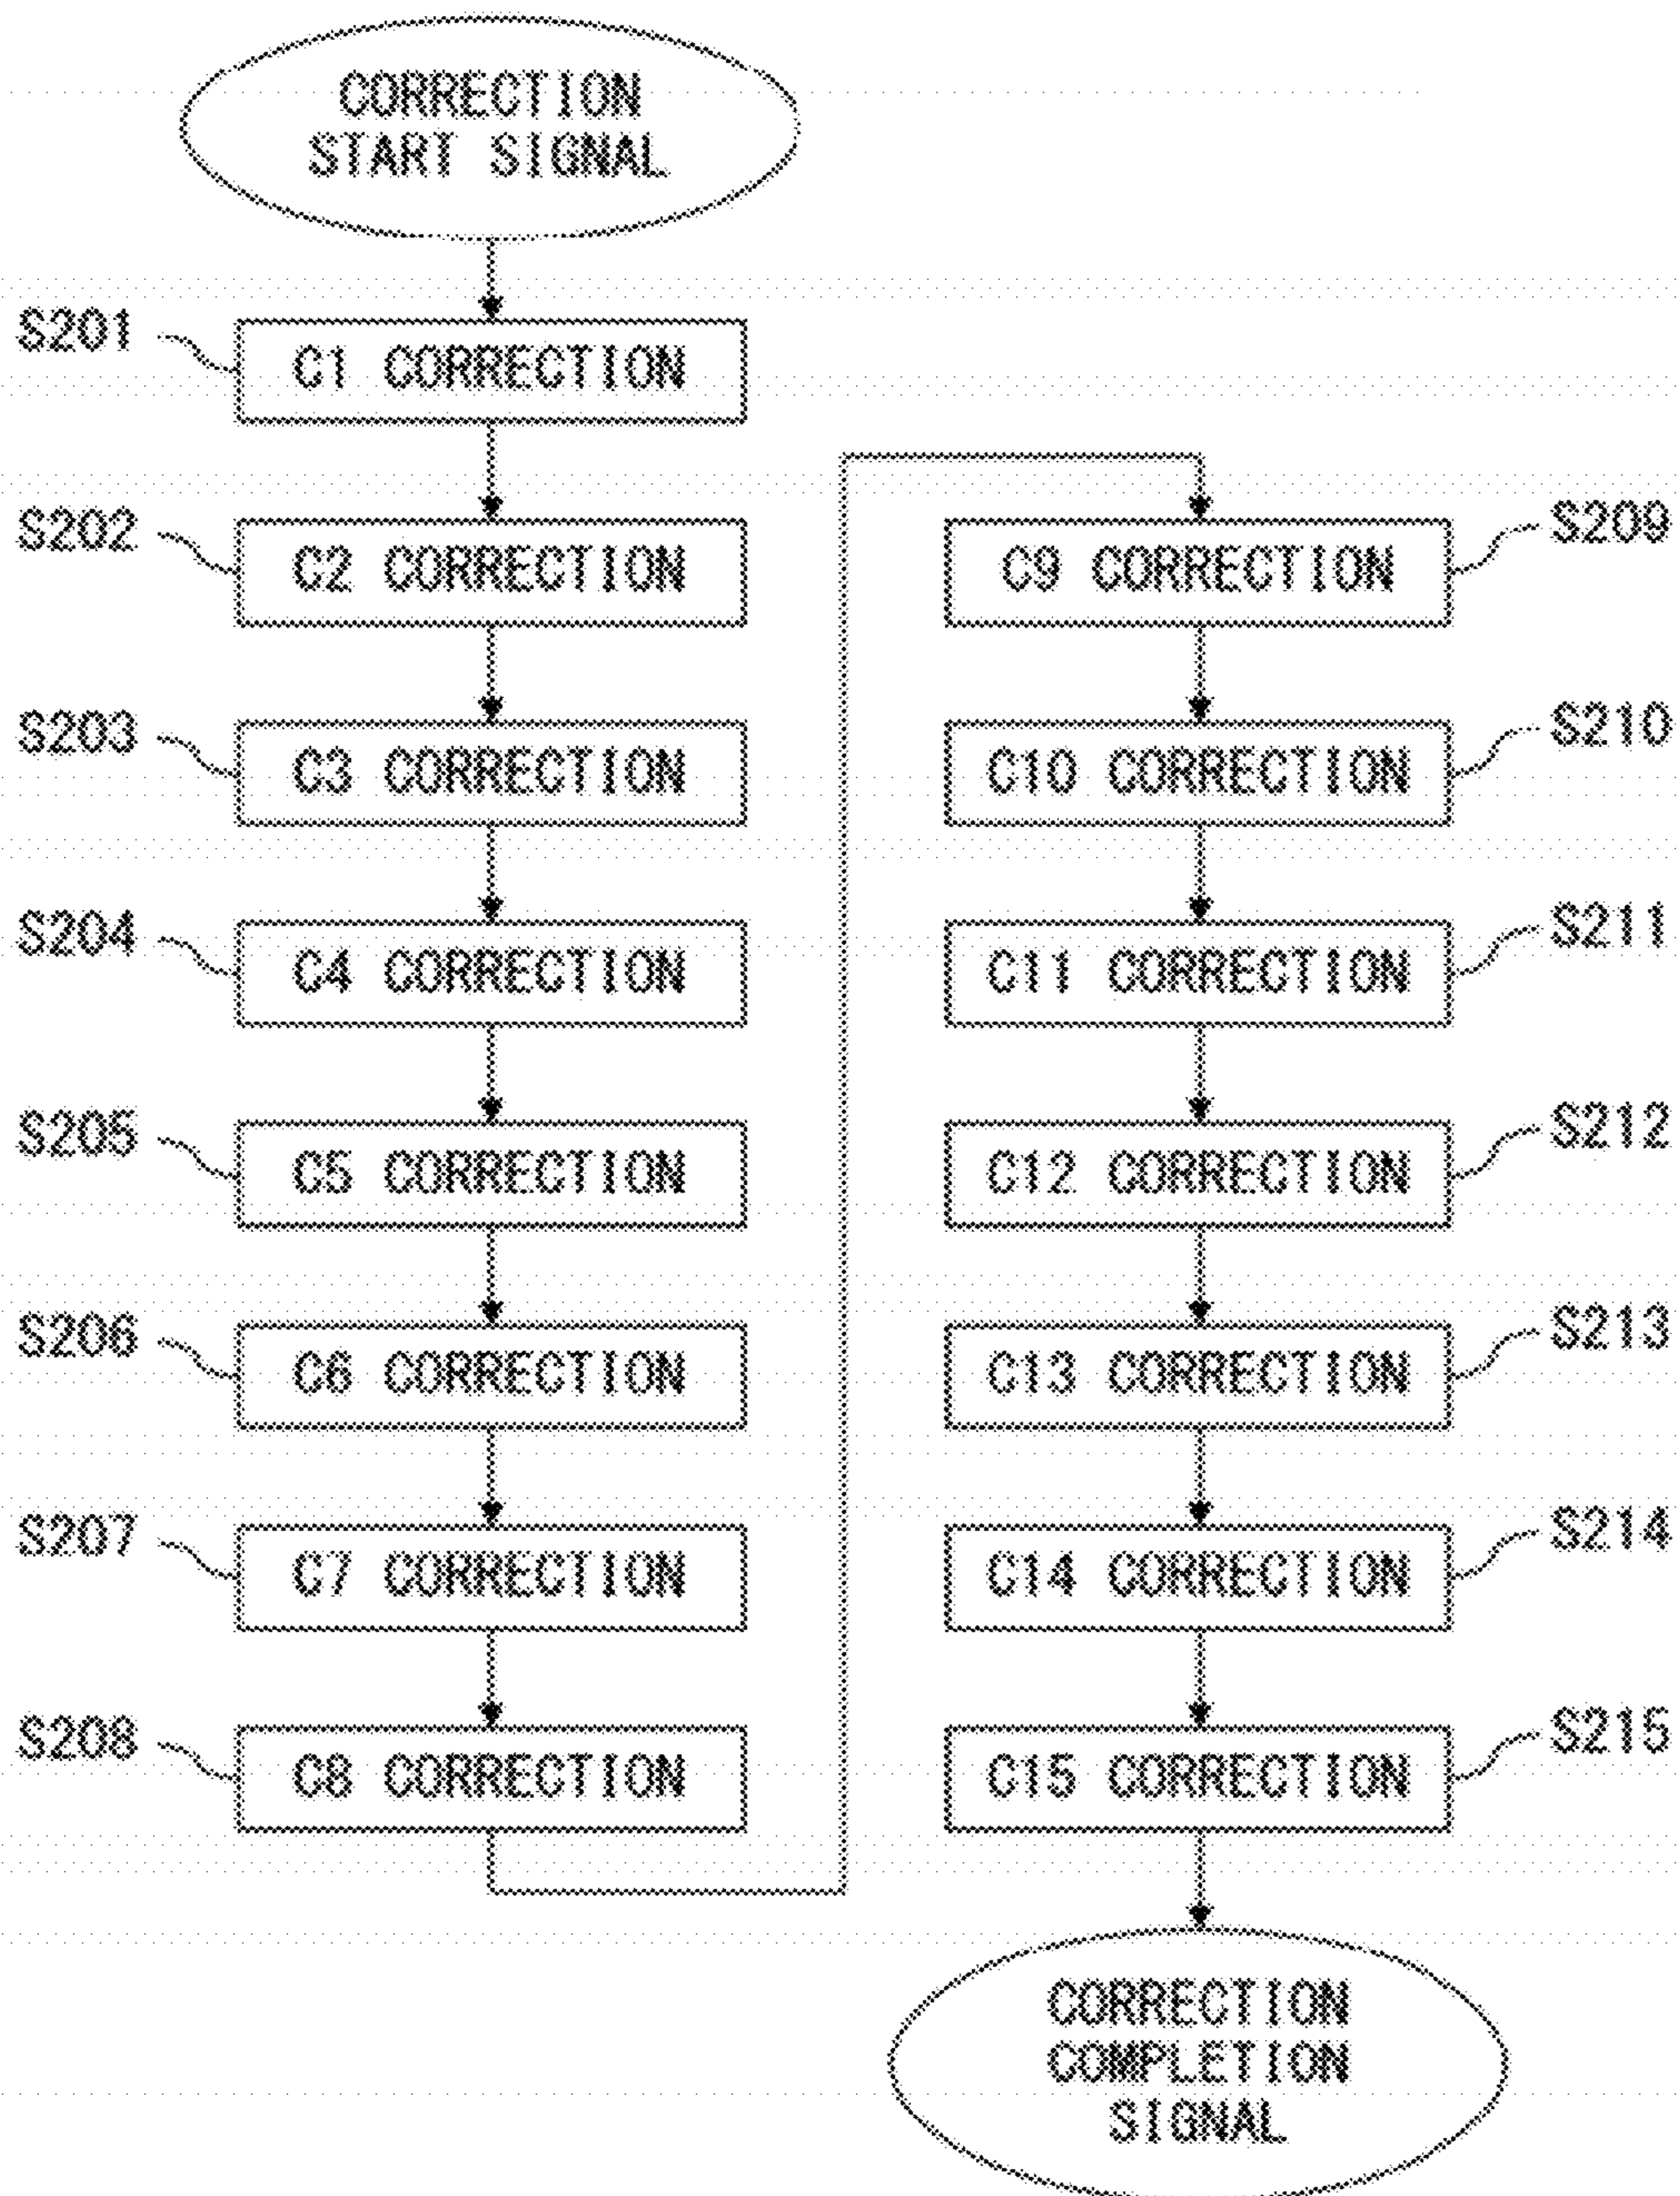 CORRECTION
START SIGNAL
S201
C1 CORRECTION
S202
C2 CORRECTION
S203
C3 CORRECTION
S204
C4 CORRECTION
S205
C5 CORRECTION
S206
C6 CORRECTION
S207
C7 CORRECTION
S208
C8 CORRECTION
C9 CORRECTION
S209
C10 CORRECTION
S210
C11 CORRECTION
S211
C12 CORRECTION
S212
C13 CORRECTION
S213
C14 CORRECTION
S214
C15 CORRECTION
S215
CORRECTION
COMPLETION
SIGNAL